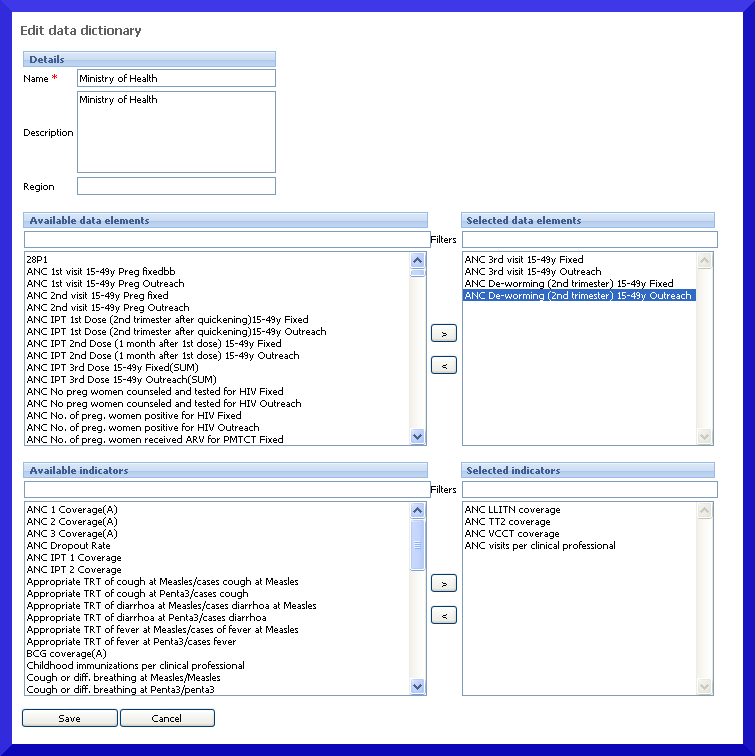 Edit data dictionary
Details
Name * Ministry of Health
Description Ministry of Health
Region
Available data elements
Filters
28P1
ANC 1st visit 15-49y Preg fixedbb
ANC 1st visit 15-49y Preg Outreach
ANC 2nd visit 15-49y Preg fixed
ANC 2nd visit 15-49y Preg Outreach
ANC IPT 1st Dose (2nd trimester after quickening)15-49y Fixed
ANC IPT 1st Dose (2nd trimester after quickening)15-49y Outreach
ANC IPT 2nd Dose (1 month after 1st dose) 15-49y Fixed
ANC IPT 2nd Dose (1 month after 1st dose) 15-49y Outreach
ANC IPT 3rd Dose 15-49y Fixed(SUM)
ANC IPT 3rd Dose 15-49y Outreach(SUM)
ANC No preg women counseled and tested for HIV Fixed
ANC No preg women counseled and tested for HIV Outreach
ANC No. of preg. women positive for HIV Fixed
ANC No. of preg. women positive for HIV Outreach
ANC No. of preg. women received ARV for PMTCT Fixed
>
<
Selected data elements
ANC 3rd visit 15-49y Fixed
ANC 3rd visit 15-49y Outreach
ANC De-worming (2nd trimester) 15-49y Fixed
ANC De-worming (2nd trimester) 15-49y Outreach
Available indicators
Filters
ANC 1 Coverage(A)
ANC 2 Coverage(A)
ANC 3 Coverage(A)
ANC Dropout Rate
ANC IPT 1 Coverage
ANC IPT 2 Coverage
Appropriate TRT of cough at Measles/cases cough at Measles
Appropriate TRT of cough at Penta3/cases cough
Appropriate TRT of diarrhoa at Measles/cases diarrhoa at Measles
Appropriate TRT of diarrhoa at Penta3/cases diarrhoa
Appropriate TRT of fever at Measles/cases of fever at Measles
Appropriate TRT of fever at Penta3/cases fever
BCG coverage(A)
Childhood immunizations per clinical professional
Cough or diff. breathing at Measles/Measles
Cough or diff. breathing at Penta3/penta3
>
<
Selected indicators
ANC LLITN coverage
ANC TT2 coverage
ANC VCCT coverage
ANC visits per clinical professional
Save Cancel